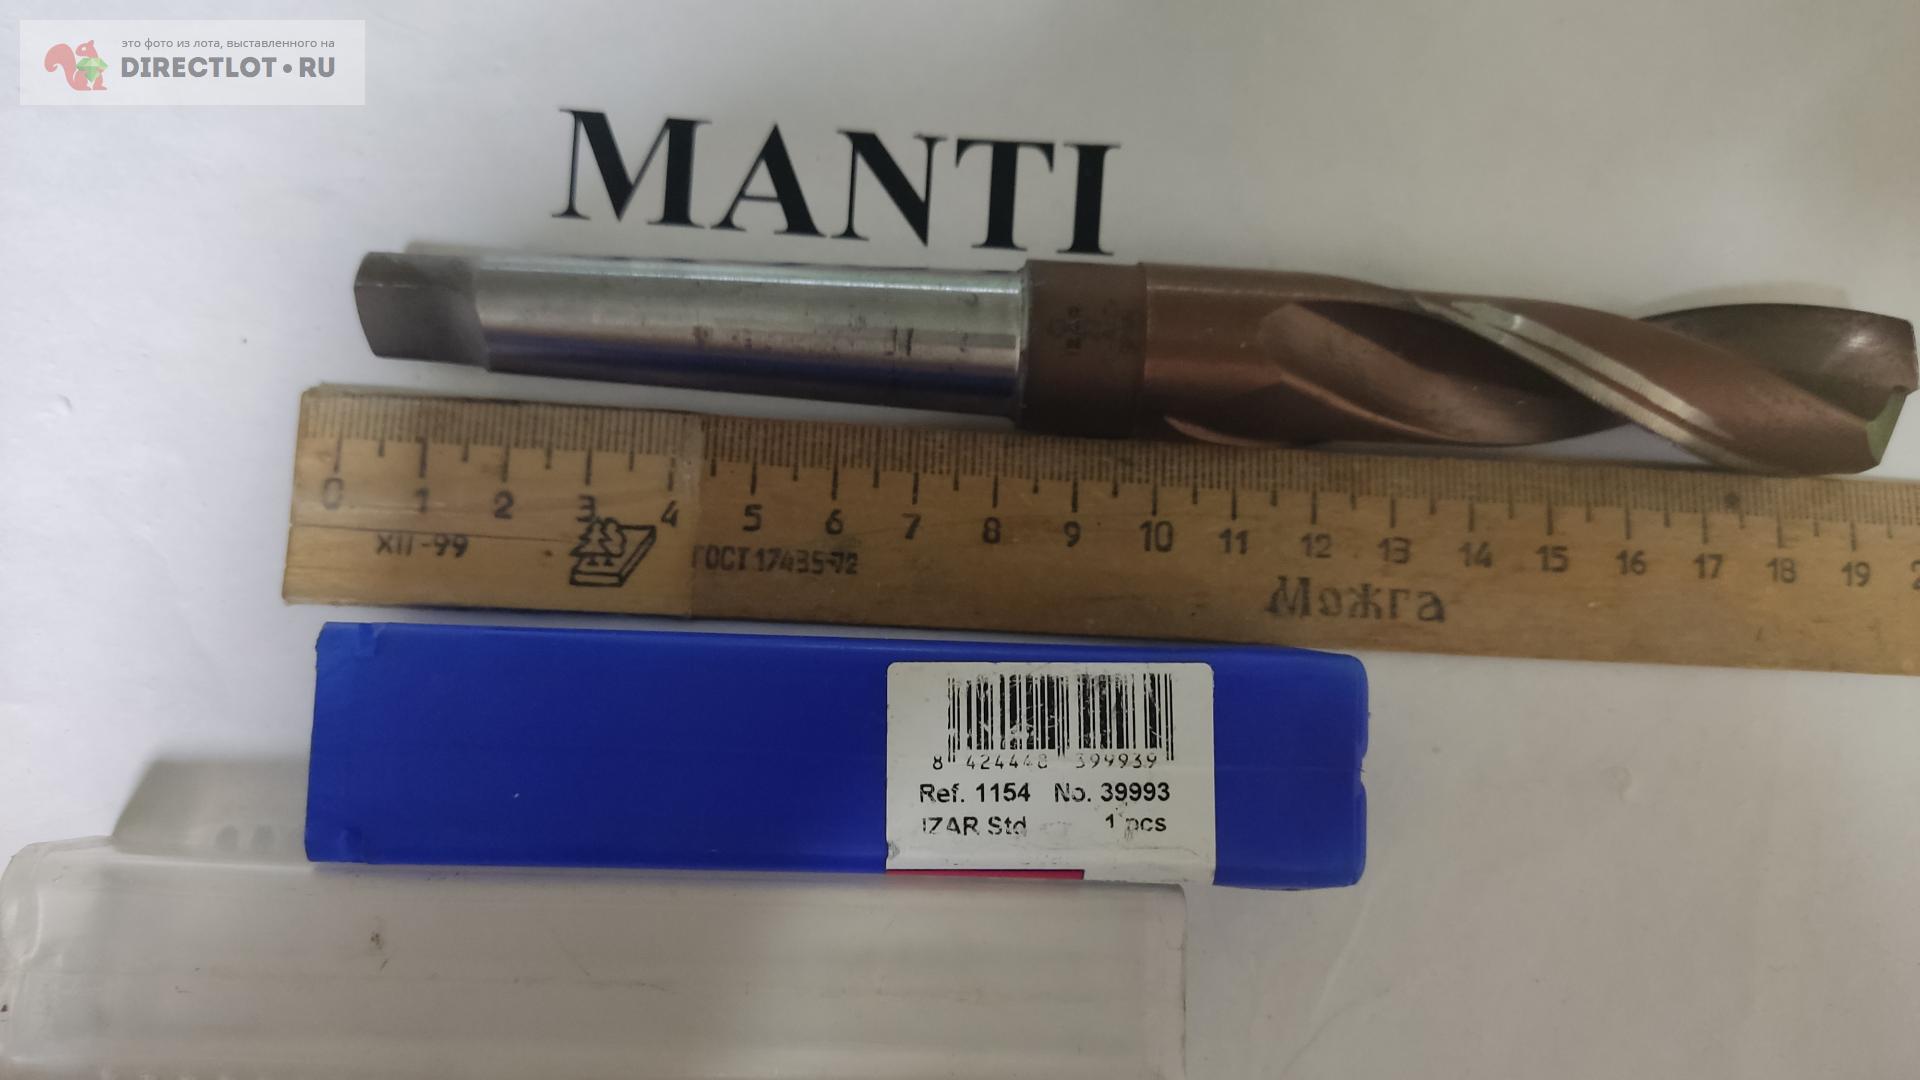 это фото из лота, выставленного на
DIRECTLOT•RU
MANTI
IZAR
0 1 2 3 4 5 6 7 8 9 10 11 12 13 14 15 16 17 18 19
XII-99
ГОСТ 17435-72
Можга
8 424448 399939
Ref. 1154 No. 39993
IZAR Std 1 pcs